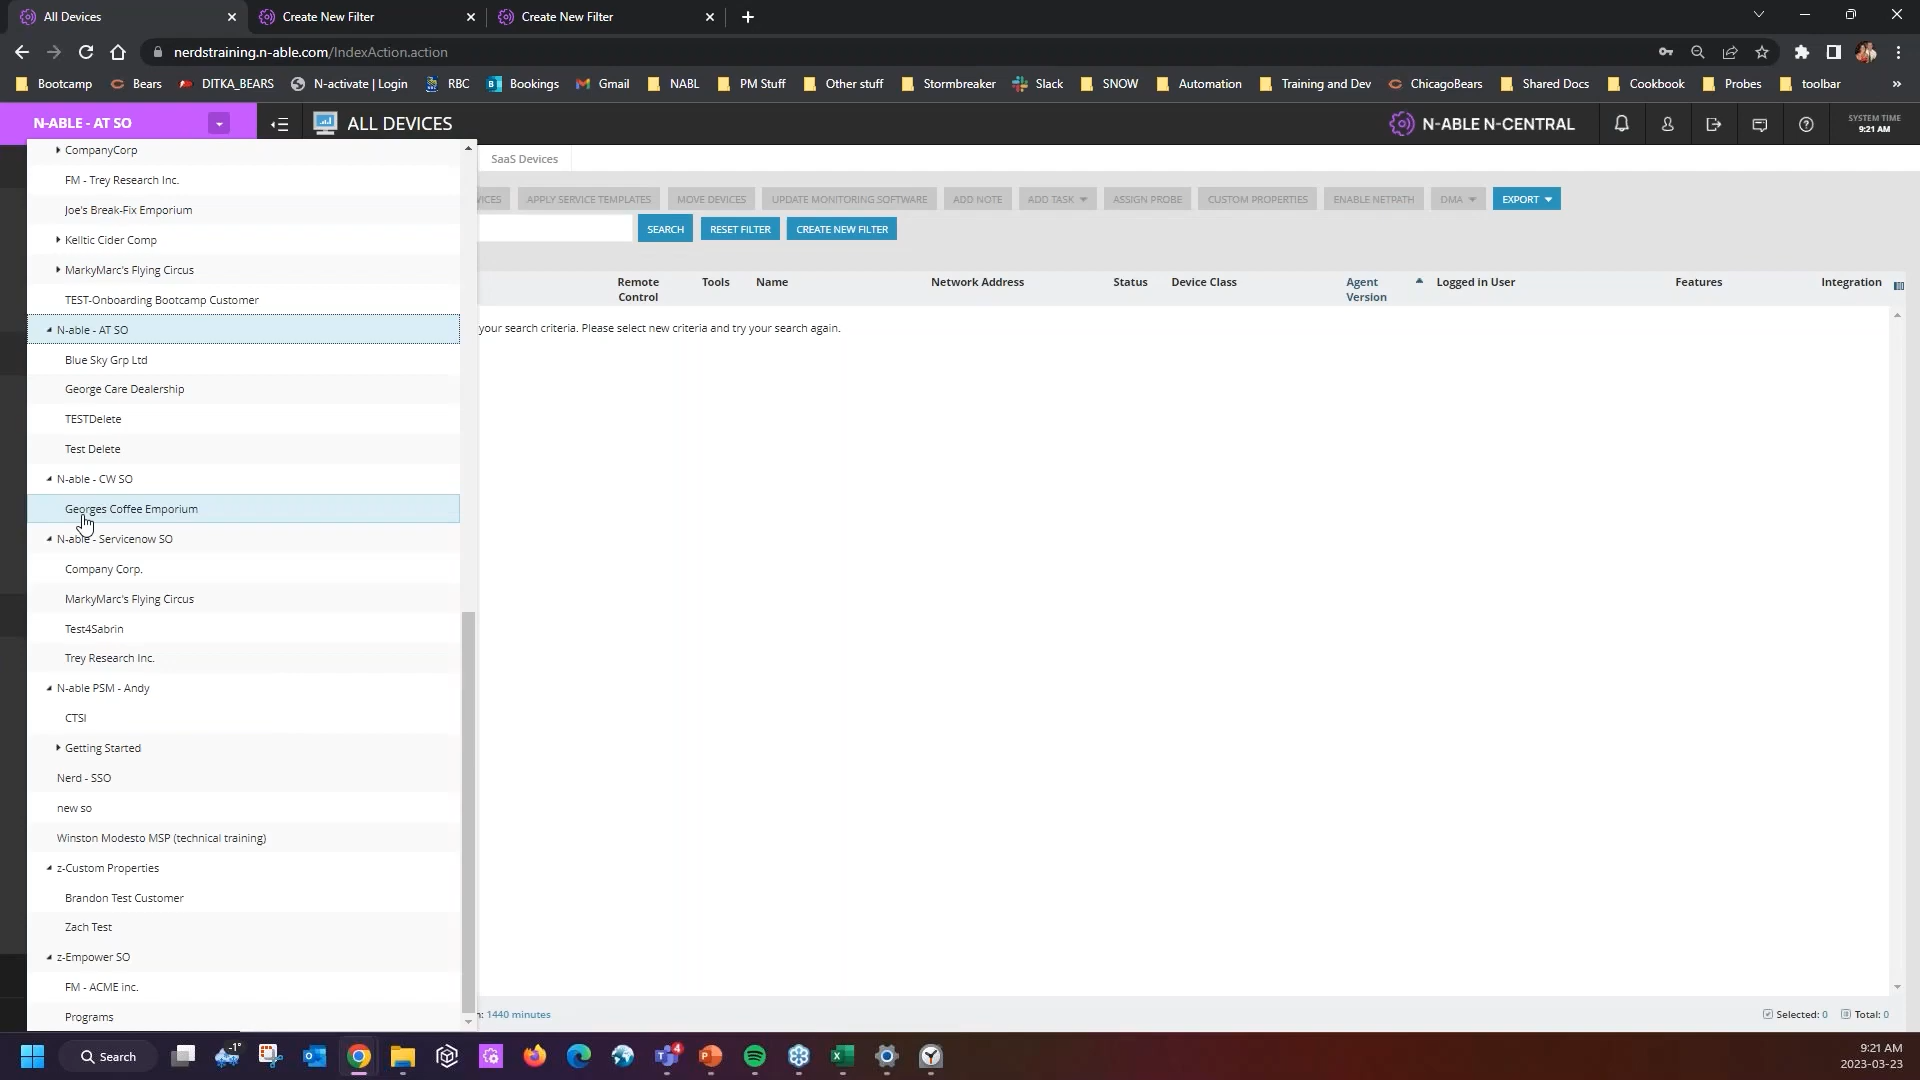 All Devices
Create New Filter
Create New Filter
nerdstraining.n-able.com/IndexAction.action
Bootcamp
Bears
DITKA_BEARS
N-activate | Login
RBC
Bookings
Gmail
NABL
PM Stuff
Other stuff
Stormbreaker
Slack
SNOW
Automation
Training and Dev
ChicagoBears
Shared Docs
Cookbook
Probes
toolbar
N-ABLE - AT SO
ALL DEVICES
N-ABLE N-CENTRAL
SYSTEM TIME
9:21 AM
SaaS Devices
VICES
APPLY SERVICE TEMPLATES
MOVE DEVICES
UPDATE MONITORING SOFTWARE
ADD NOTE
ADD TASK
ASSIGN PROBE
CUSTOM PROPERTIES
ENABLE NETPATH
DMA
EXPORT
SEARCH
RESET FILTER
CREATE NEW FILTER
Remote Control
Tools
Name
Network Address
Status
Device Class
Agent Version
Logged in User
Features
Integration
your search criteria. Please select new criteria and try your search again.
CompanyCorp
FM - Trey Research Inc.
Joe's Break-Fix Emporium
Kelltic Cider Comp
MarkyMarc's Flying Circus
TEST-Onboarding Bootcamp Customer
N-able - AT SO
Blue Sky Grp Ltd
George Care Dealership
TESTDelete
Test Delete
N-able - CW SO
Georges Coffee Emporium
N-able - Servicenow SO
Company Corp.
MarkyMarc's Flying Circus
Test4Sabrin
Trey Research Inc.
N-able PSM - Andy
CTSI
Getting Started
Nerd - SSO
new so
Winston Modesto MSP (technical training)
z-Custom Properties
Brandon Test Customer
Zach Test
z-Empower SO
FM - ACME inc.
Programs
n: 1440 minutes
Selected: 0
Total: 0
-1°
Search
4
9:21 AM
2023-03-23